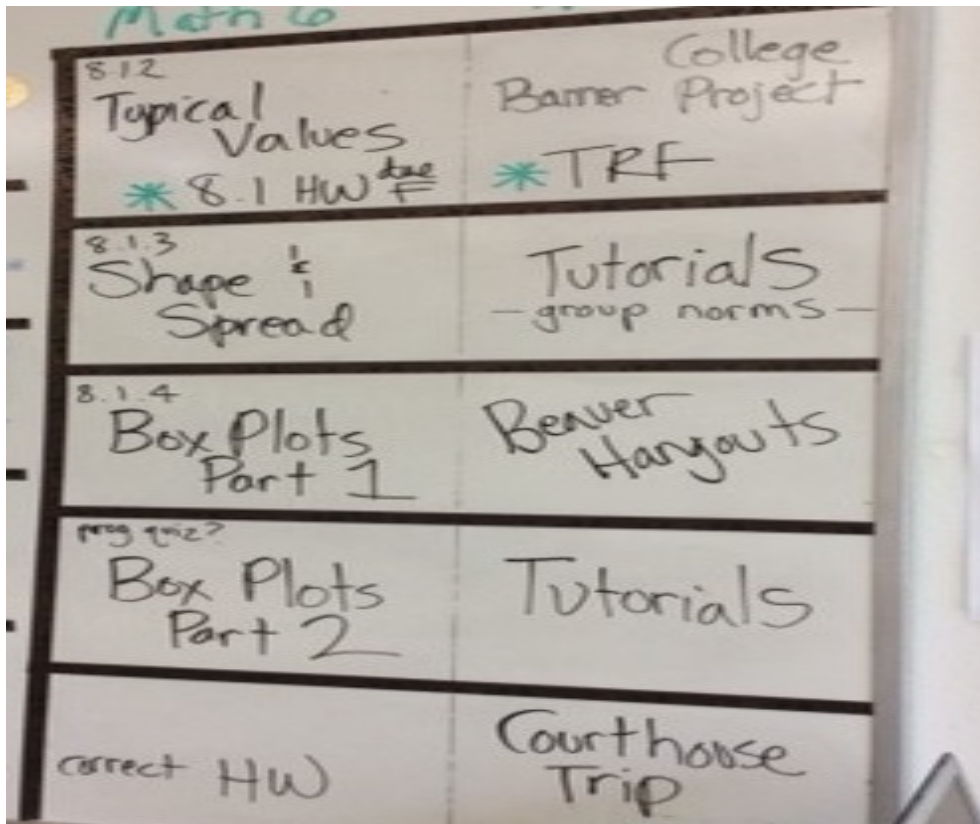 Math 6
8.1.2
Typical
Values
* 8.1 HW due F
College
Banner Project
* TRF
8.1.3
Shape &
Spread
Tutorials
- group norms -
8.1.4
Box Plots
Part 1
Beaver
Hangouts
prog quiz?
Box Plots
Part 2
Tutorials
correct HW
Courthouse
Trip